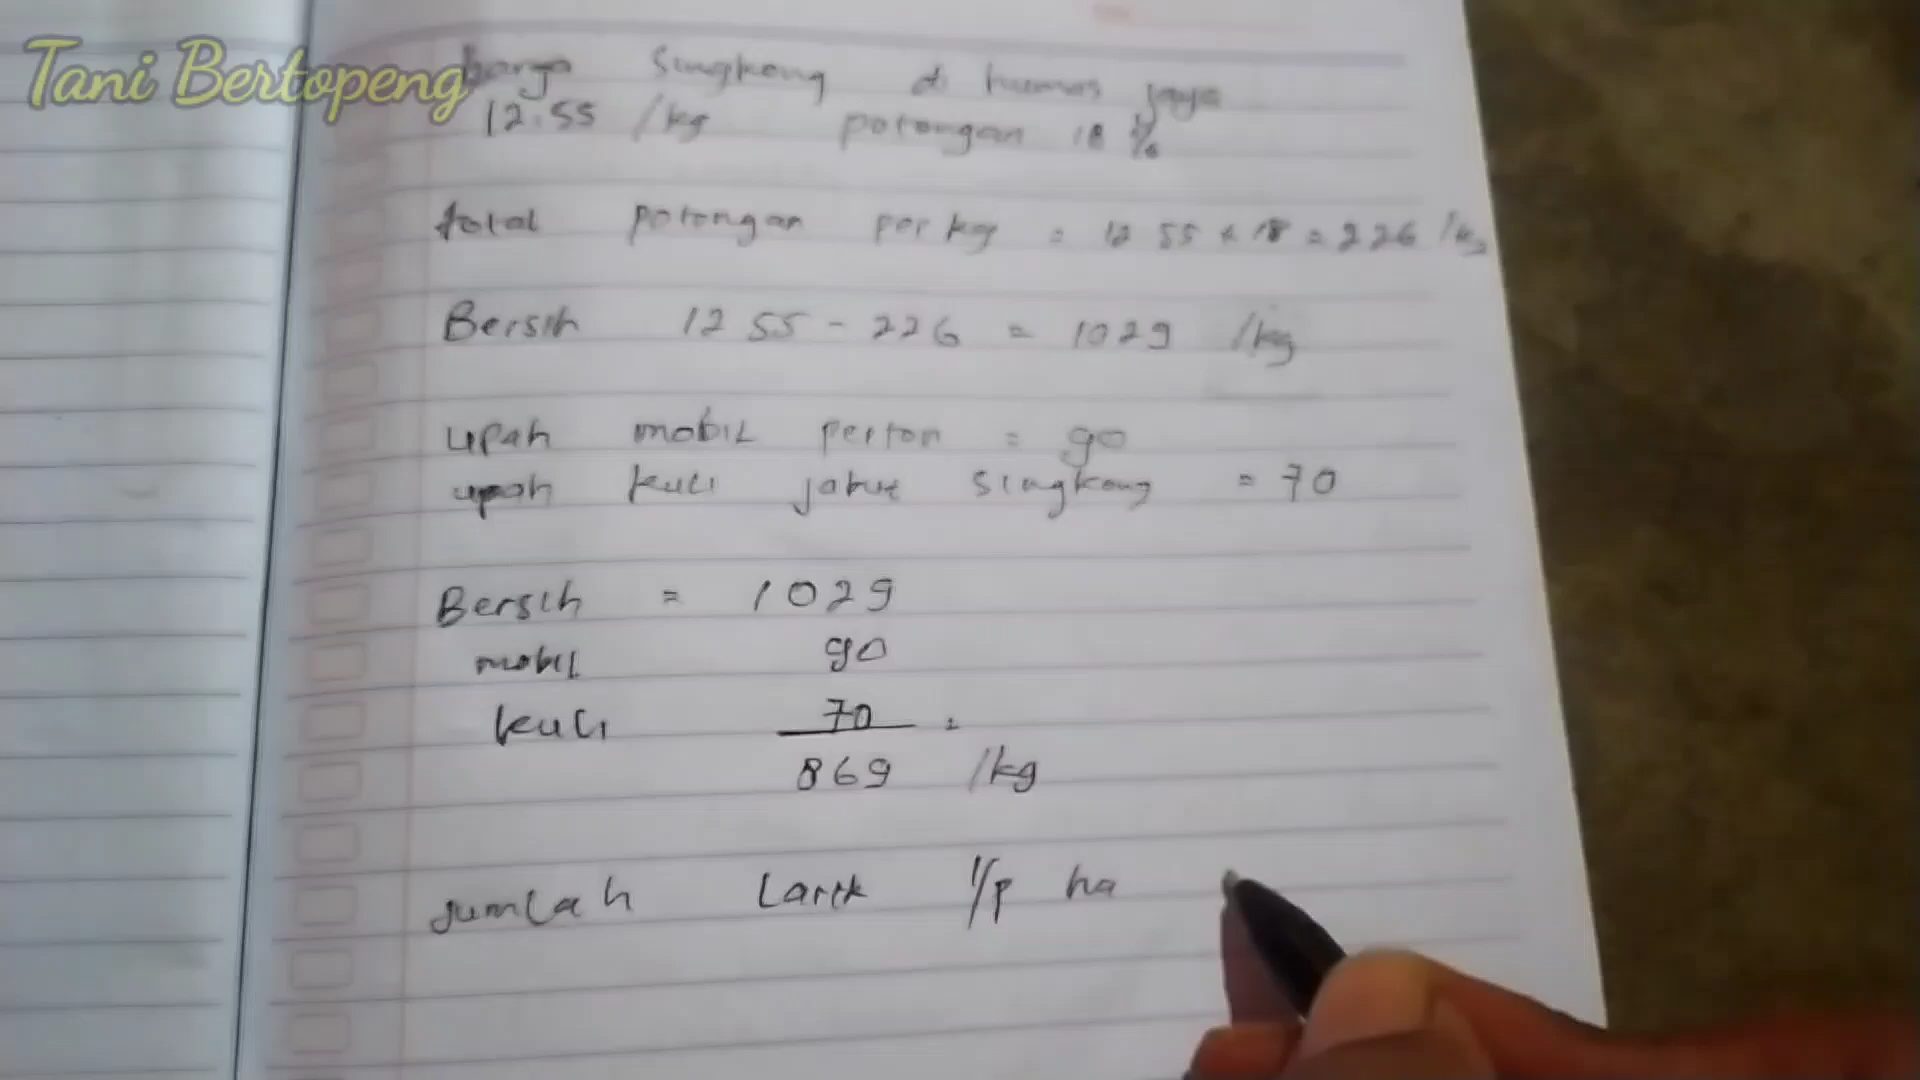 Tani Bertopeng
harga Singkong di humas jaya
12.55 /kg potongan 18 %
total potongan per kg = 12 55 x 18 = 226 /kg
Bersih 12 55 - 226 = 1029 /kg
upah mobil perton = 90
upah kuli jabut singkong = 70
Bersih = 1029
mobil 90
kuli 70 =
869 /kg
jumlah Larik 1/p ha